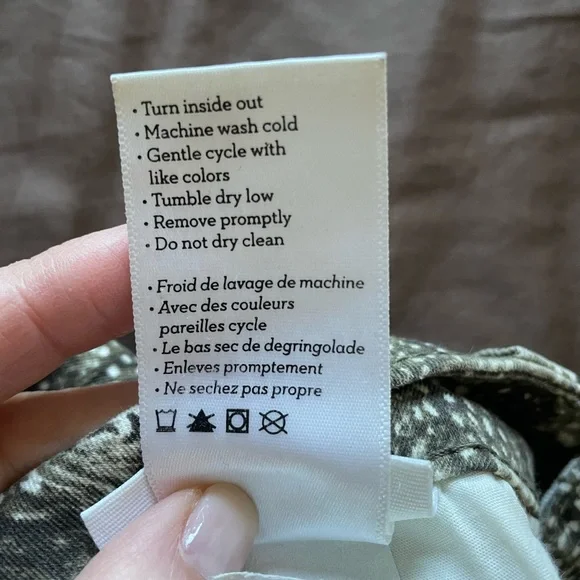 • Turn inside out
• Machine wash cold
• Gentle cycle with
like colors
• Tumble dry low
• Remove promptly
• Do not dry clean
• Froid de lavage de machine
• Avec des couleurs
pareilles cycle
• Le bas sec de degringolade
• Enleves promptement
• Ne sechez pas propre